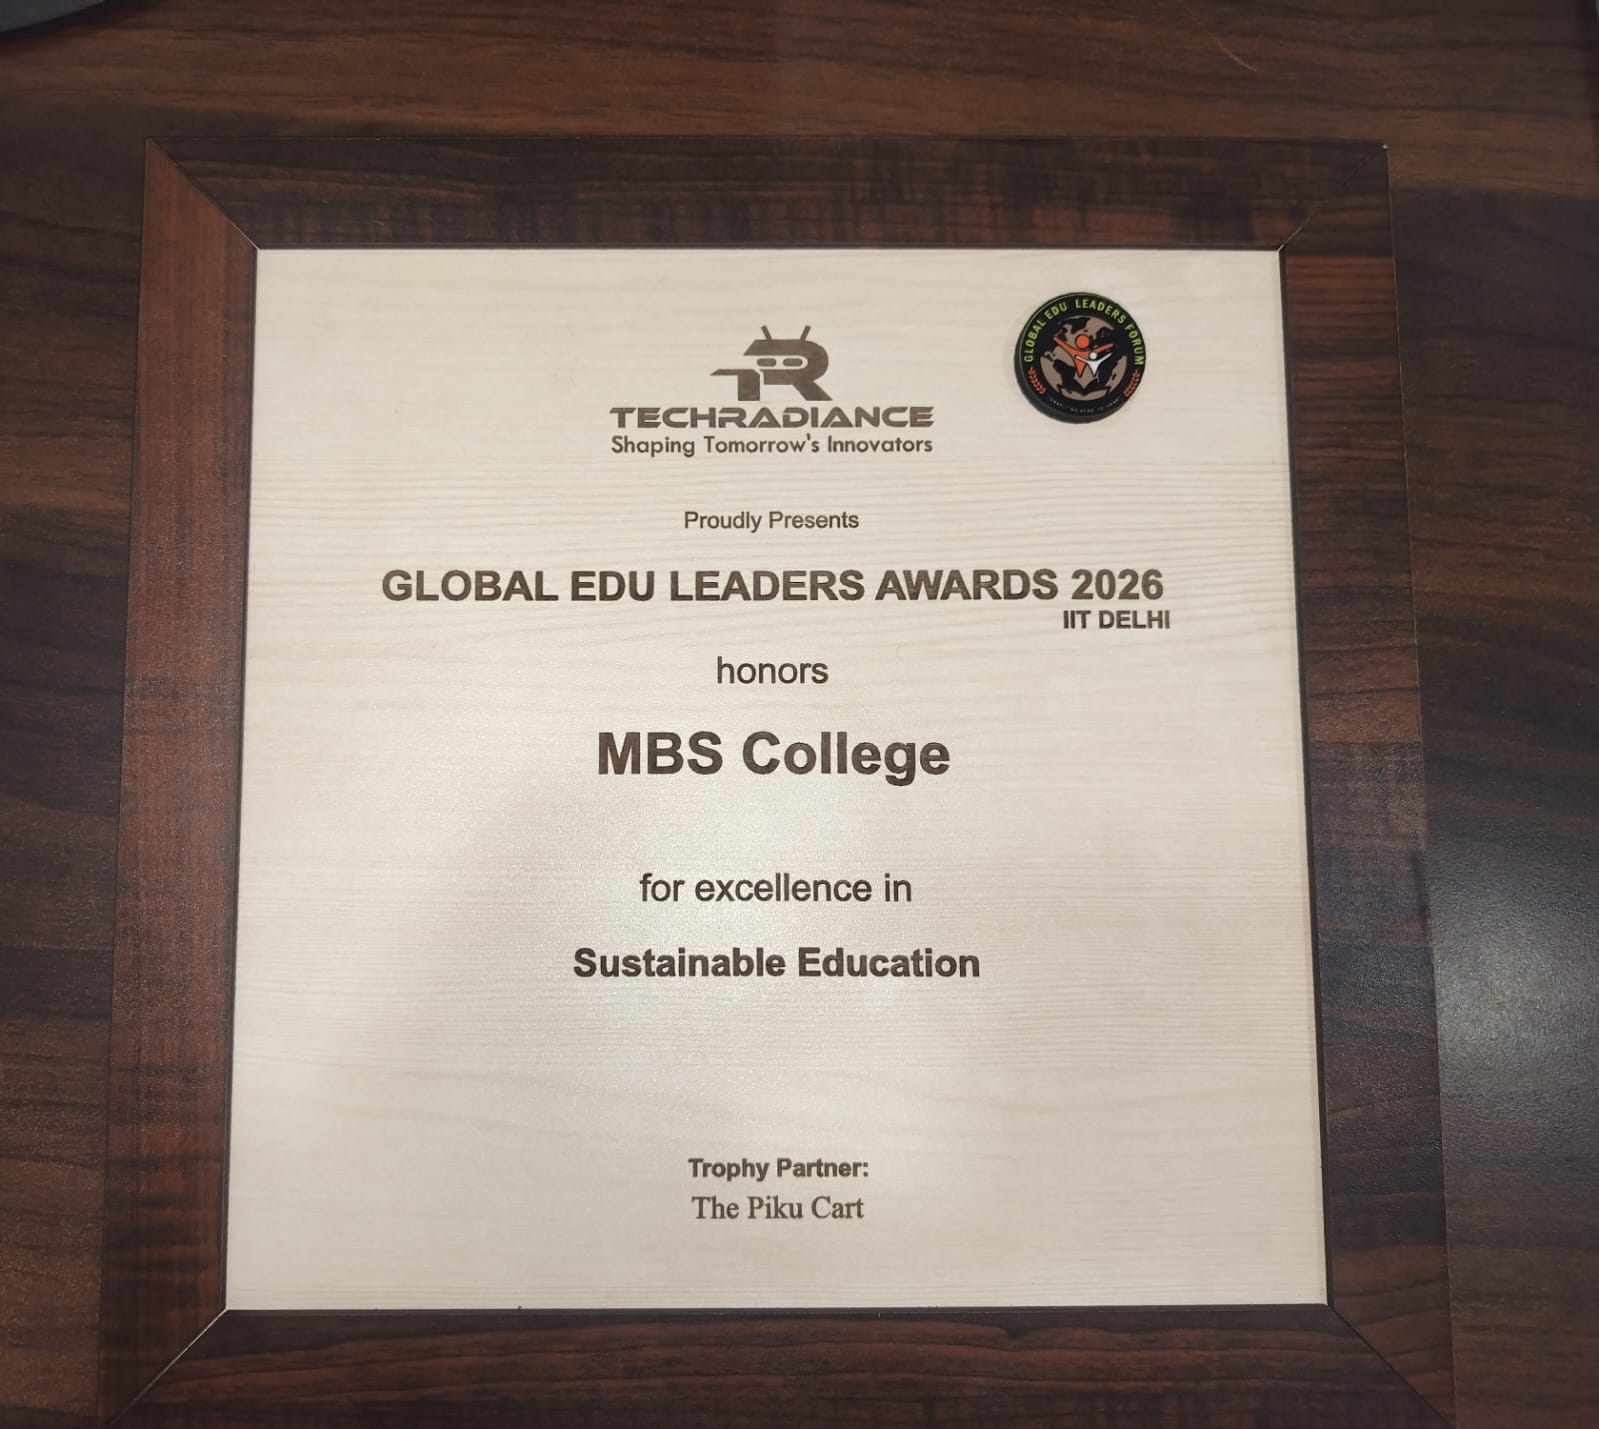 TECHRADIANCE
Shaping Tomorrow's Innovators
GLOBAL EDU LEADERS FORUM
Proudly Presents
GLOBAL EDU LEADERS AWARDS 2026
IIT DELHI
honors
MBS College
for excellence in
Sustainable Education
Trophy Partner:
The Piku Cart